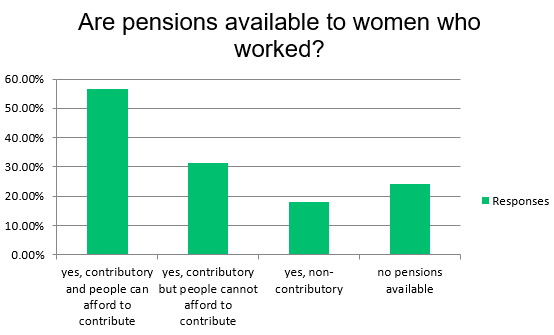 Are pensions available to women who
worked?
60.00%
50.00%
40.00%
30.00%
20.00%
10.00%
0.00%
Responses
yes, contributory
and people can
afford to
contribute
yes, contributory
but people cannot
afford to
contribute
yes, non-
contributory
no pensions
available